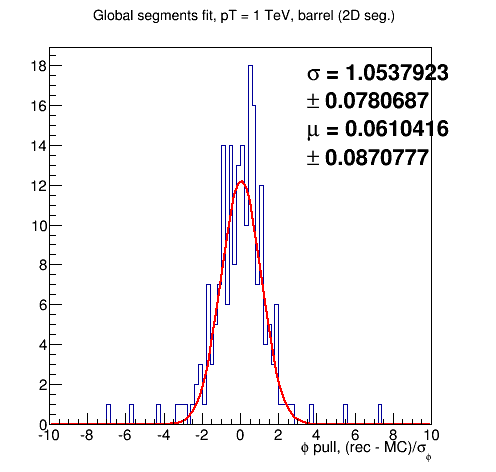 Global segments fit, pT = 1 TeV, barrel (2D seg.)
σ = 1.0537923
± 0.0780687
μ = 0.0610416
± 0.0870777
18
16
14
12
10
8
6
4
2
0
-10 -8 -6 -4 -2 0 2 4 6 8 10
ϕ pull, (rec - MC)/σ_ϕ